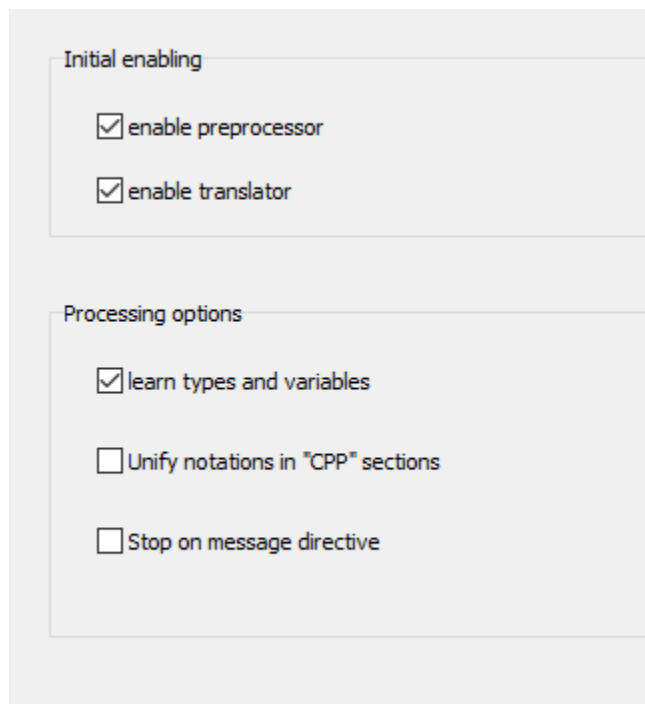 Initial enabling
enable preprocessor
enable translator
Processing options
learn types and variables
Unify notations in "CPP" sections
Stop on message directive